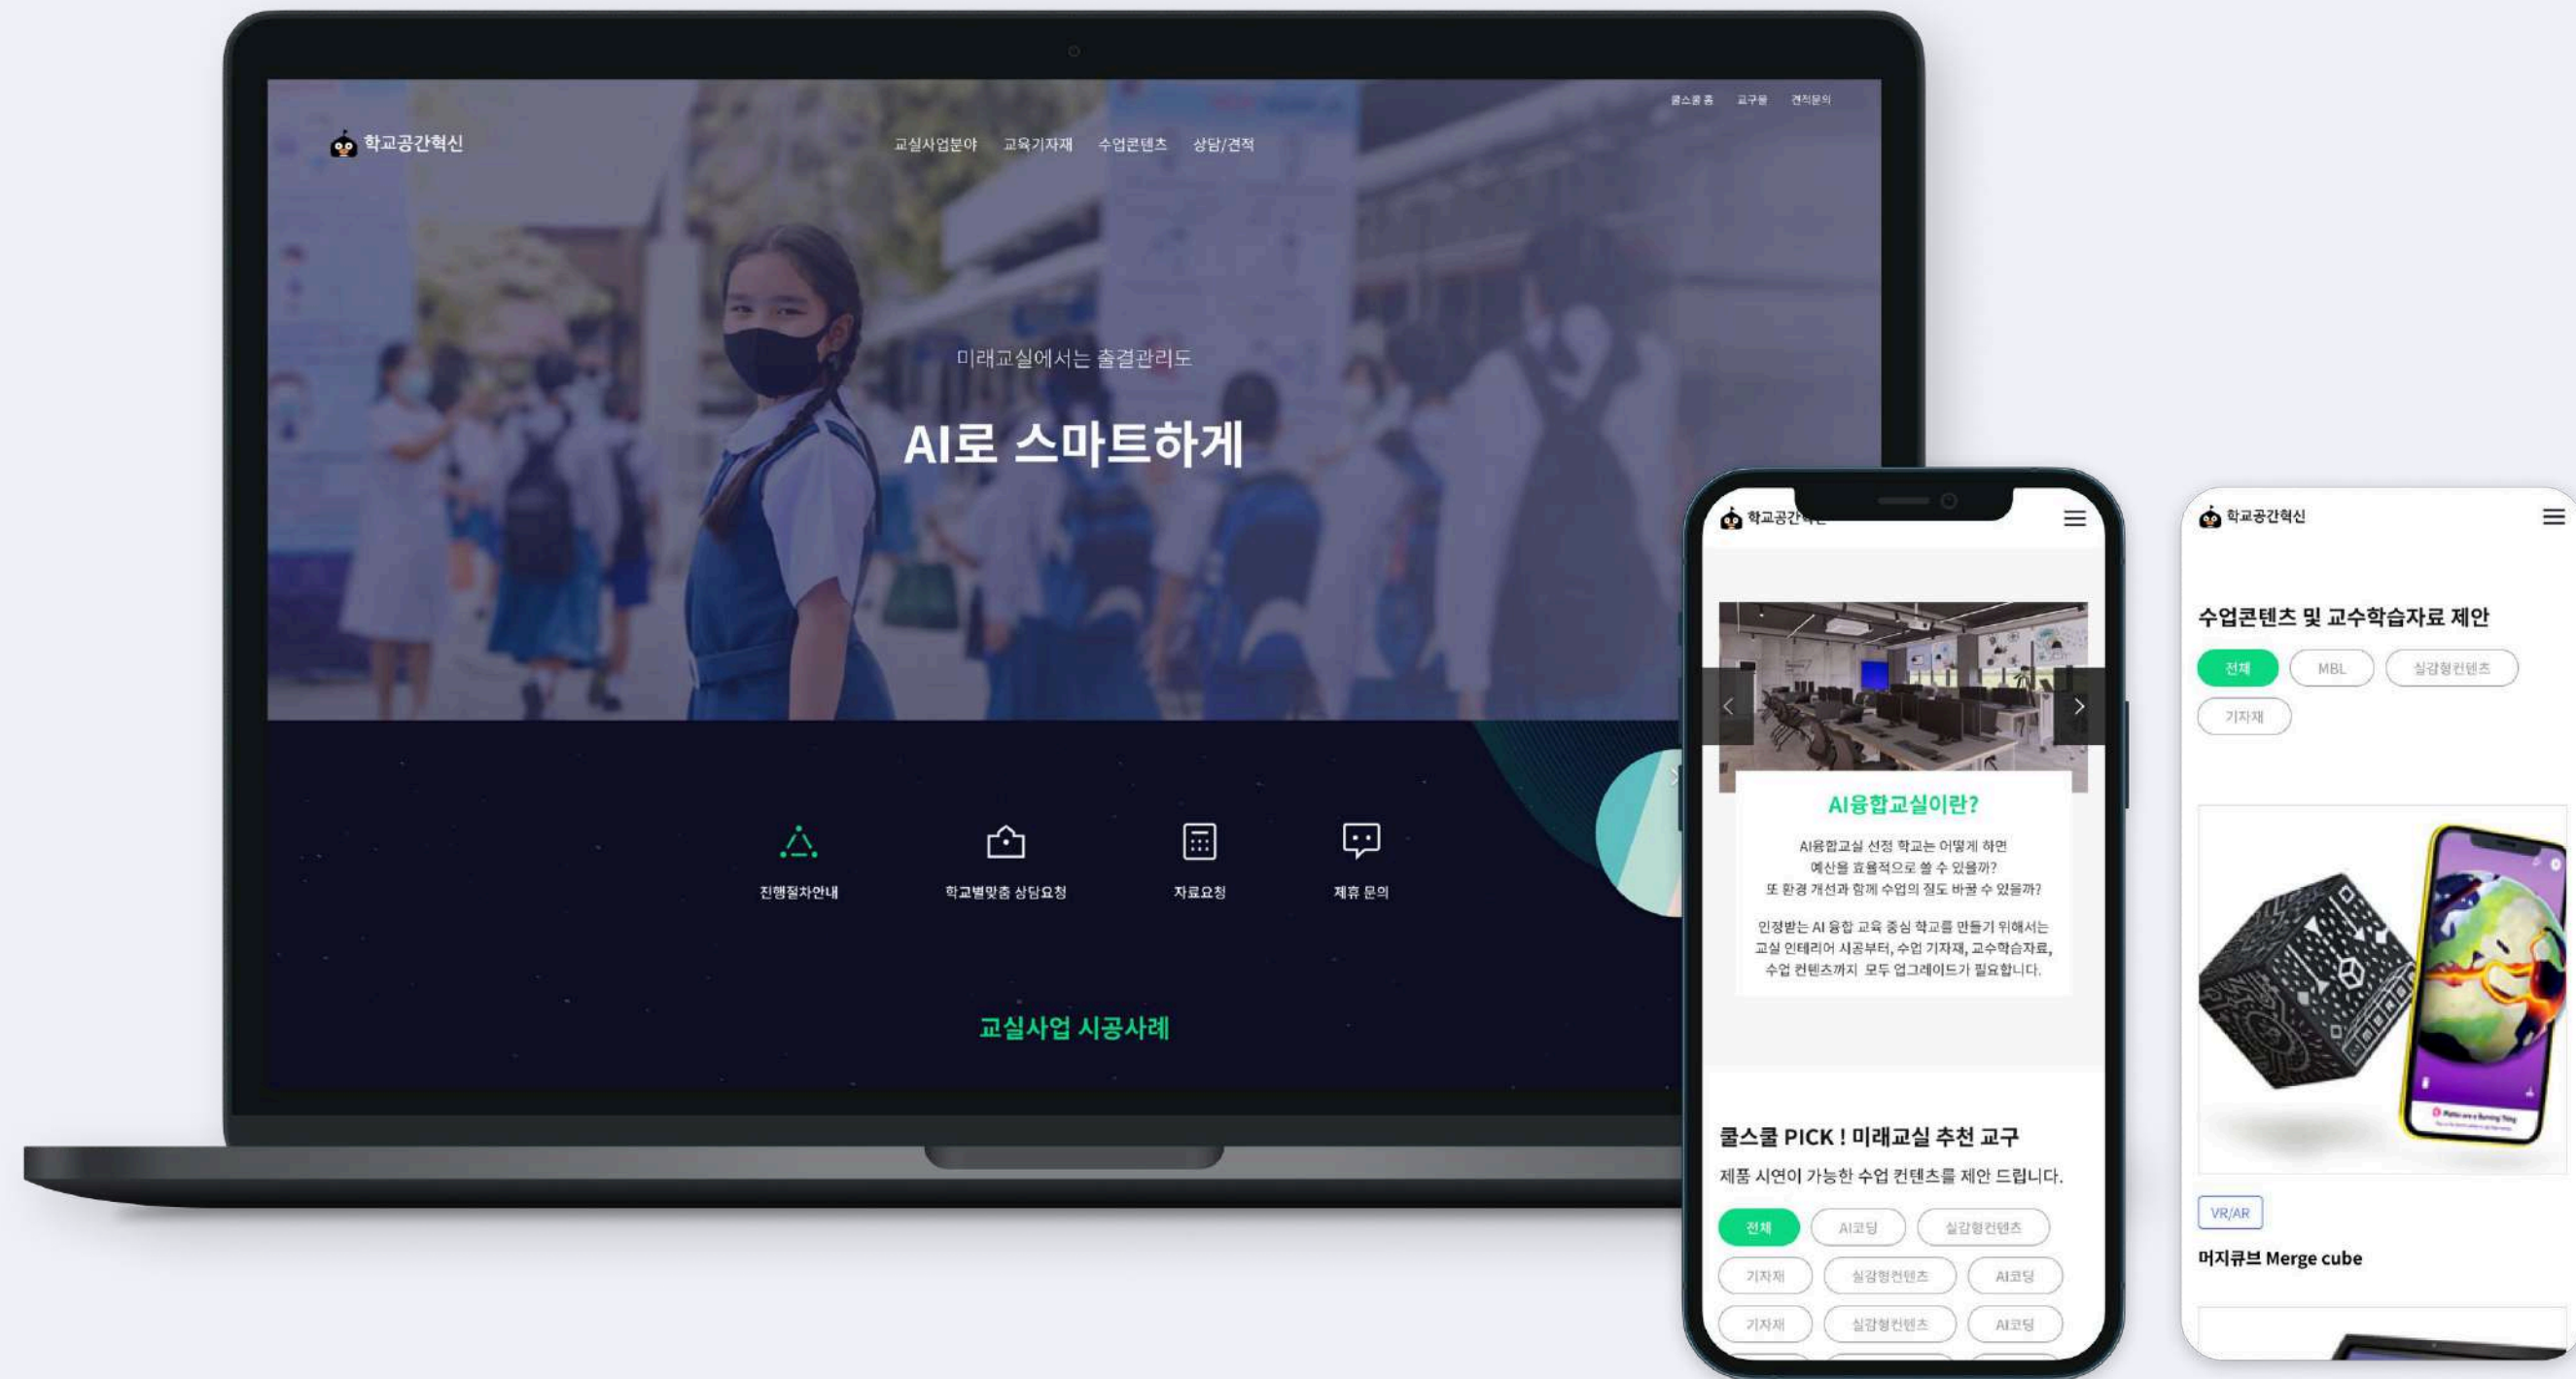 쿨스쿨 홈 교구몰 견적문의
학교공간혁신
교실사업분야 교육기자재 수업콘텐츠 상담/견적
미래교실에서는 출결관리도
AI로 스마트하게
진행절차안내 학교별맞춤 상담요청 자료요청 제휴 문의
교실사업 시공사례
학교공간혁신
AI융합교실이란?
AI융합교실 선정 학교는 어떻게 하면
예산을 효율적으로 쓸 수 있을까?
또 환경 개선과 함께 수업의 질도 바꿀 수 있을까?
인정받는 AI 융합 교육 중심 학교를 만들기 위해서는
교실 인테리어 시공부터, 수업 기자재, 교수학습자료,
수업 컨텐츠까지 모두 업그레이드가 필요합니다.
쿨스쿨 PICK ! 미래교실 추천 교구
제품 시연이 가능한 수업 컨텐츠를 제안 드립니다.
전체 AI코딩 실감형컨텐츠
기자재 실감형컨텐츠 AI코딩
기자재 실감형컨텐츠 AI코딩
학교공간혁신
수업콘텐츠 및 교수학습자료 제안
전체 MBL 실감형컨텐츠
기자재
VR/AR
머지큐브 Merge cube